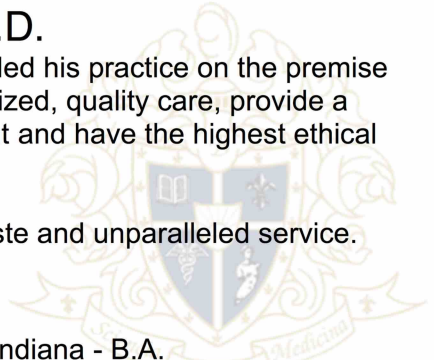 .D.
led his practice on the premise
ized, quality care, provide a
t and have the highest ethical
ste and unparalleled service.
ndiana - B.A.
Medicina